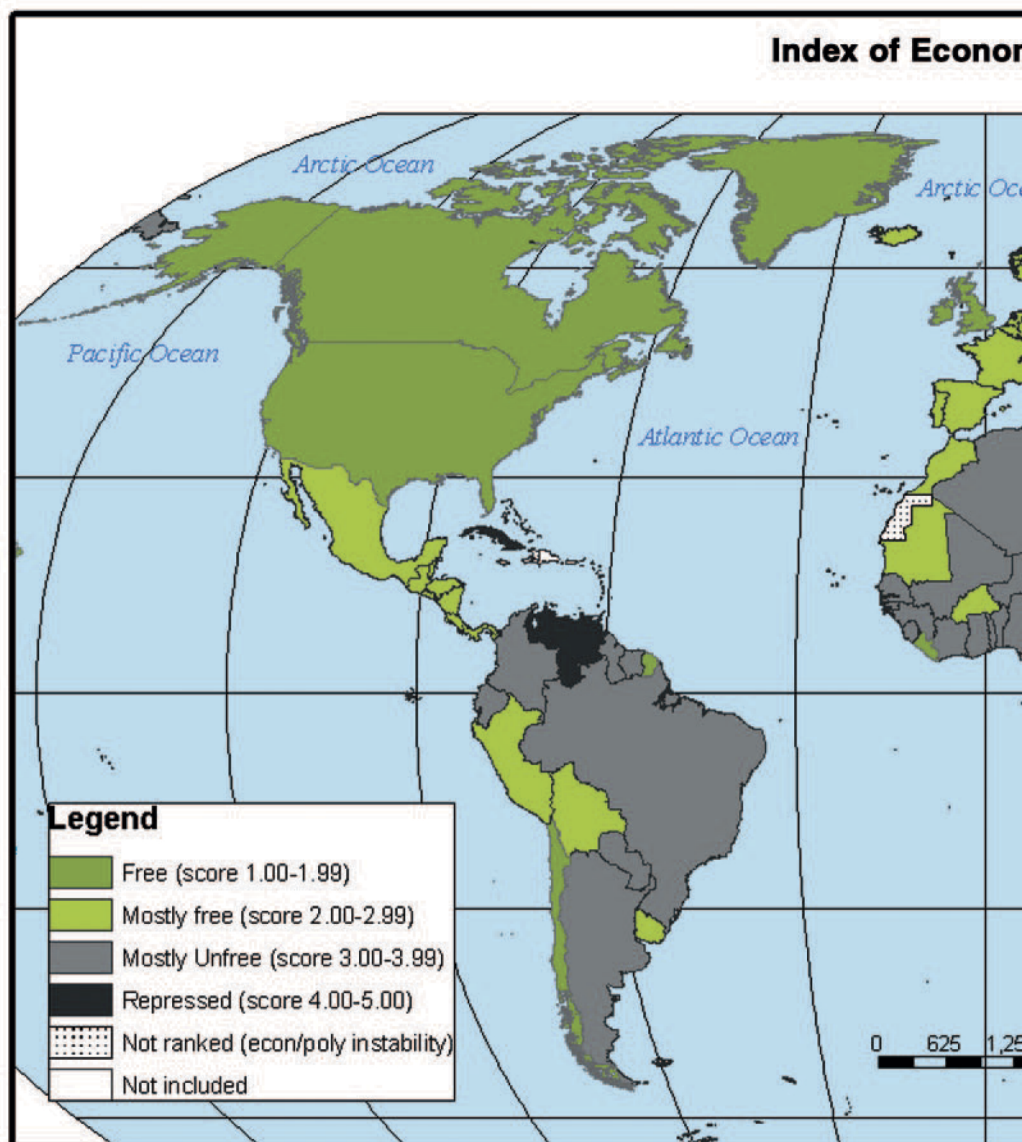 Index of Econor
Arctic Ocean
Arctic Oce
Pacific Ocean
Atlantic Ocean
Legend
Free (score 1.00-1.99)
Mostly free (score 2.00-2.99)
Mostly Unfree (score 3.00-3.99)
Repressed (score 4.00-5.00)
Not ranked (econ/poly instability)
Not included
0 625 1,25